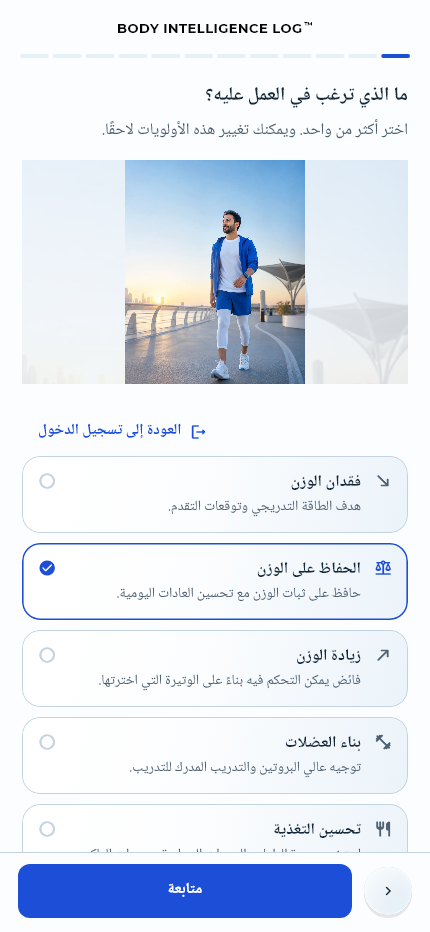 BODY INTELLIGENCE LOG™
ما الذي ترغب في العمل عليه؟
اختر أكثر من واحد. ويمكنك تغيير هذه الأولويات لاحقًا.
العودة إلى تسجيل الدخول
فقدان الوزن
هدف الطاقة التدريجي وتوقعات التقدم.
الحفاظ على الوزن
حافظ على ثبات الوزن مع تحسين العادات اليومية.
زيادة الوزن
فائض يمكن التحكم فيه بناءً على الوتيرة التي اخترتها.
بناء العضلات
توجيه عالي البروتين والتدريب المدرك للتدريب.
تحسين التغذية
متابعة